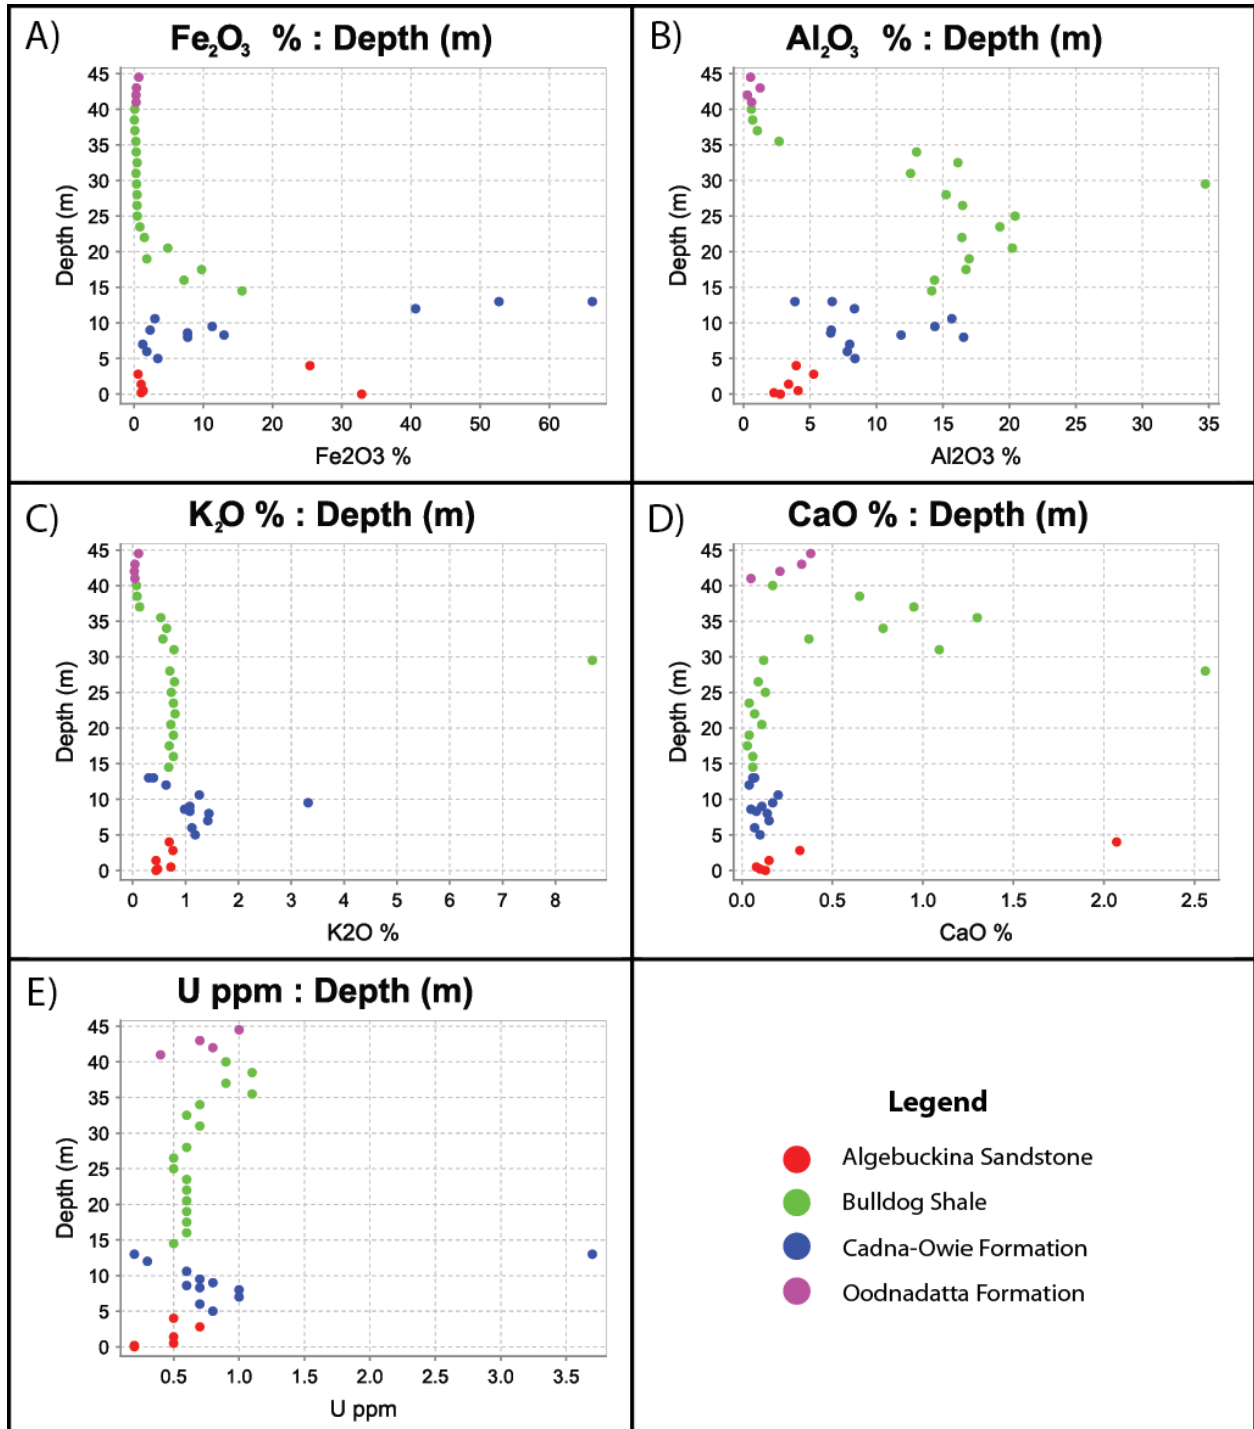 A)
Fe₂O₃ % : Depth (m)
45
40
35
30
25
20
15
10
5
0
Depth (m)
0 10 20 30 40 50 60
Fe2O3 %
B)
Al₂O₃ % : Depth (m)
45
40
35
30
25
20
15
10
5
0
Depth (m)
0 5 10 15 20 25 30 35
Al2O3 %
C)
K₂O % : Depth (m)
45
40
35
30
25
20
15
10
5
0
Depth (m)
0 1 2 3 4 5 6 7 8
K2O %
D)
CaO % : Depth (m)
45
40
35
30
25
20
15
10
5
0
Depth (m)
0.0 0.5 1.0 1.5 2.0 2.5
CaO %
E)
U ppm : Depth (m)
45
40
35
30
25
20
15
10
5
0
Depth (m)
0.5 1.0 1.5 2.0 2.5 3.0 3.5
U ppm
Legend
Algebuckina Sandstone
Bulldog Shale
Cadna-Owie Formation
Oodnadatta Formation